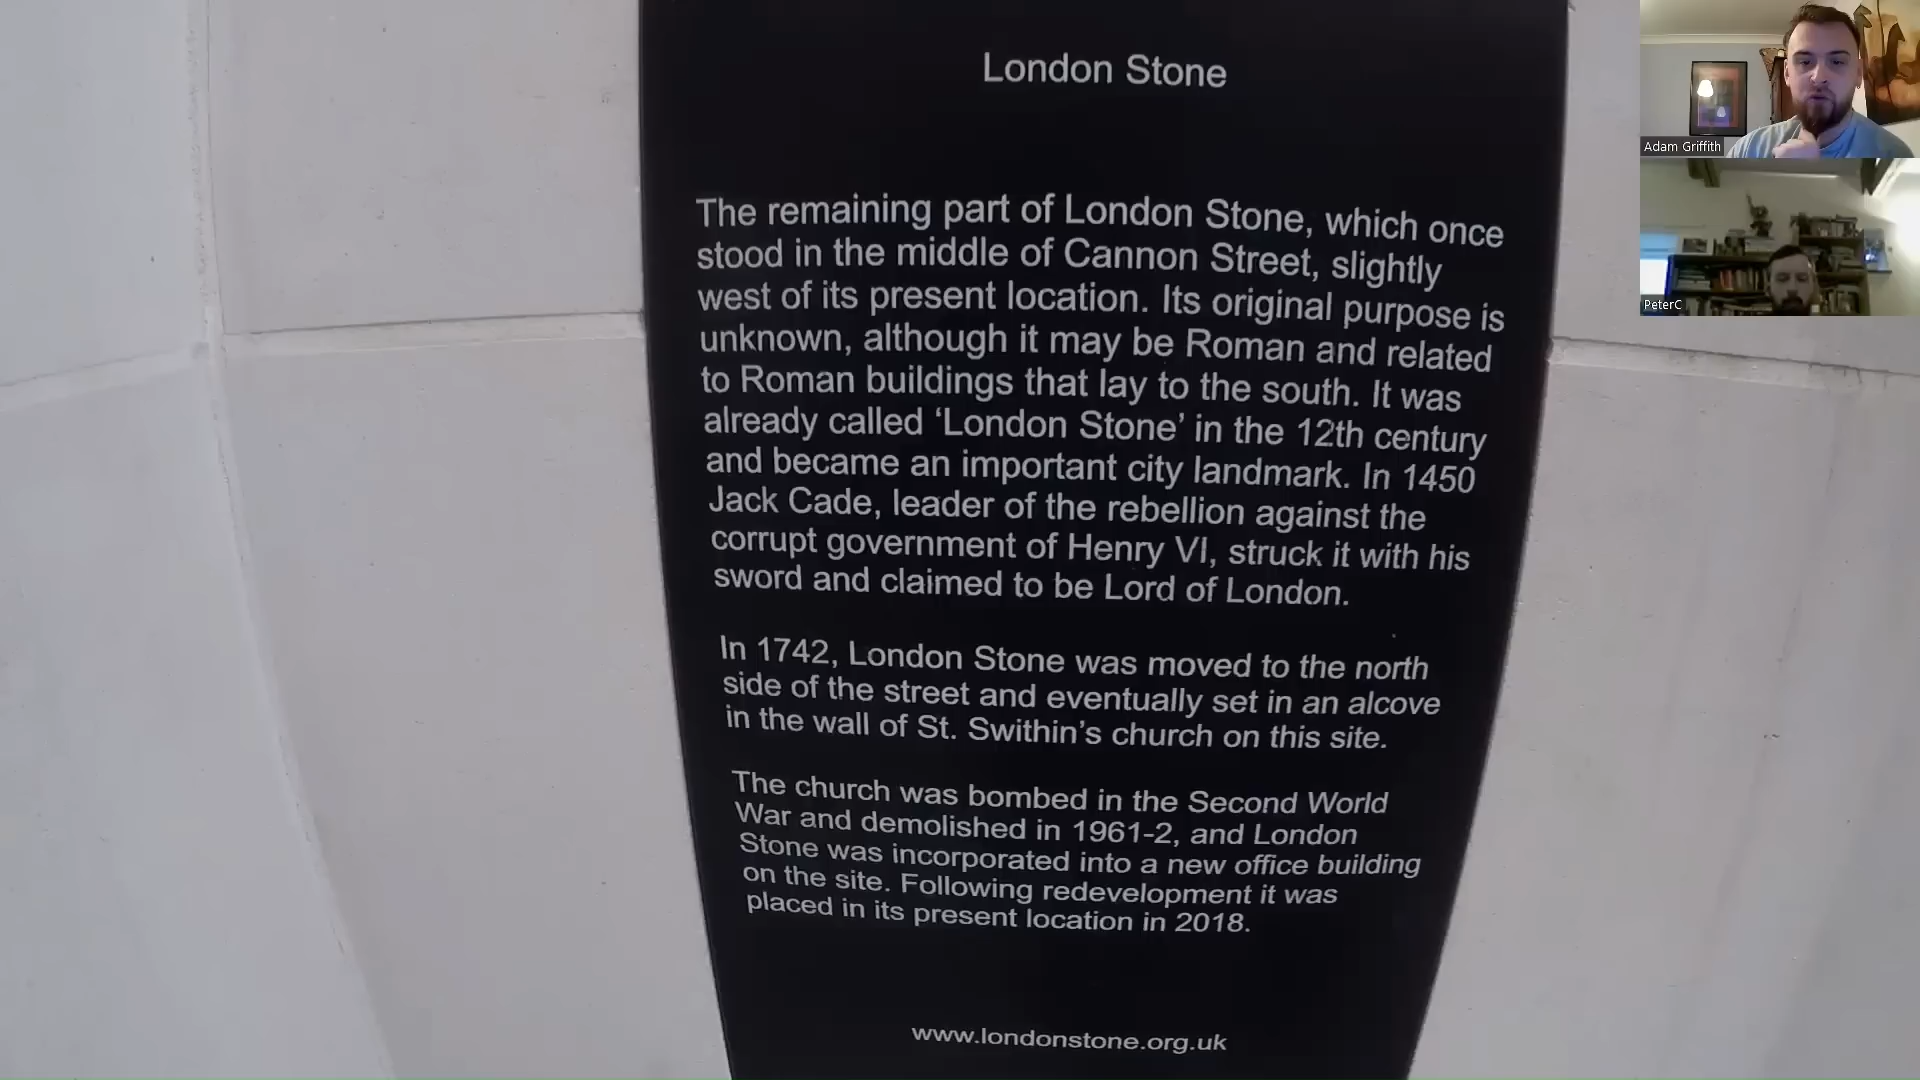 London Stone
The remaining part of London Stone, which once
stood in the middle of Cannon Street, slightly
west of its present location. Its original purpose is
unknown, although it may be Roman and related
to Roman buildings that lay to the south. It was
already called ‘London Stone’ in the 12th century
and became an important city landmark. In 1450
Jack Cade, leader of the rebellion against the
corrupt government of Henry VI, struck it with his
sword and claimed to be Lord of London.
In 1742, London Stone was moved to the north
side of the street and eventually set in an alcove
in the wall of St. Swithin’s church on this site.
The church was bombed in the Second World
War and demolished in 1961-2, and London
Stone was incorporated into a new office building
on the site. Following redevelopment it was
placed in its present location in 2018.
www.londonstone.org.uk
Adam Griffith
PeterC